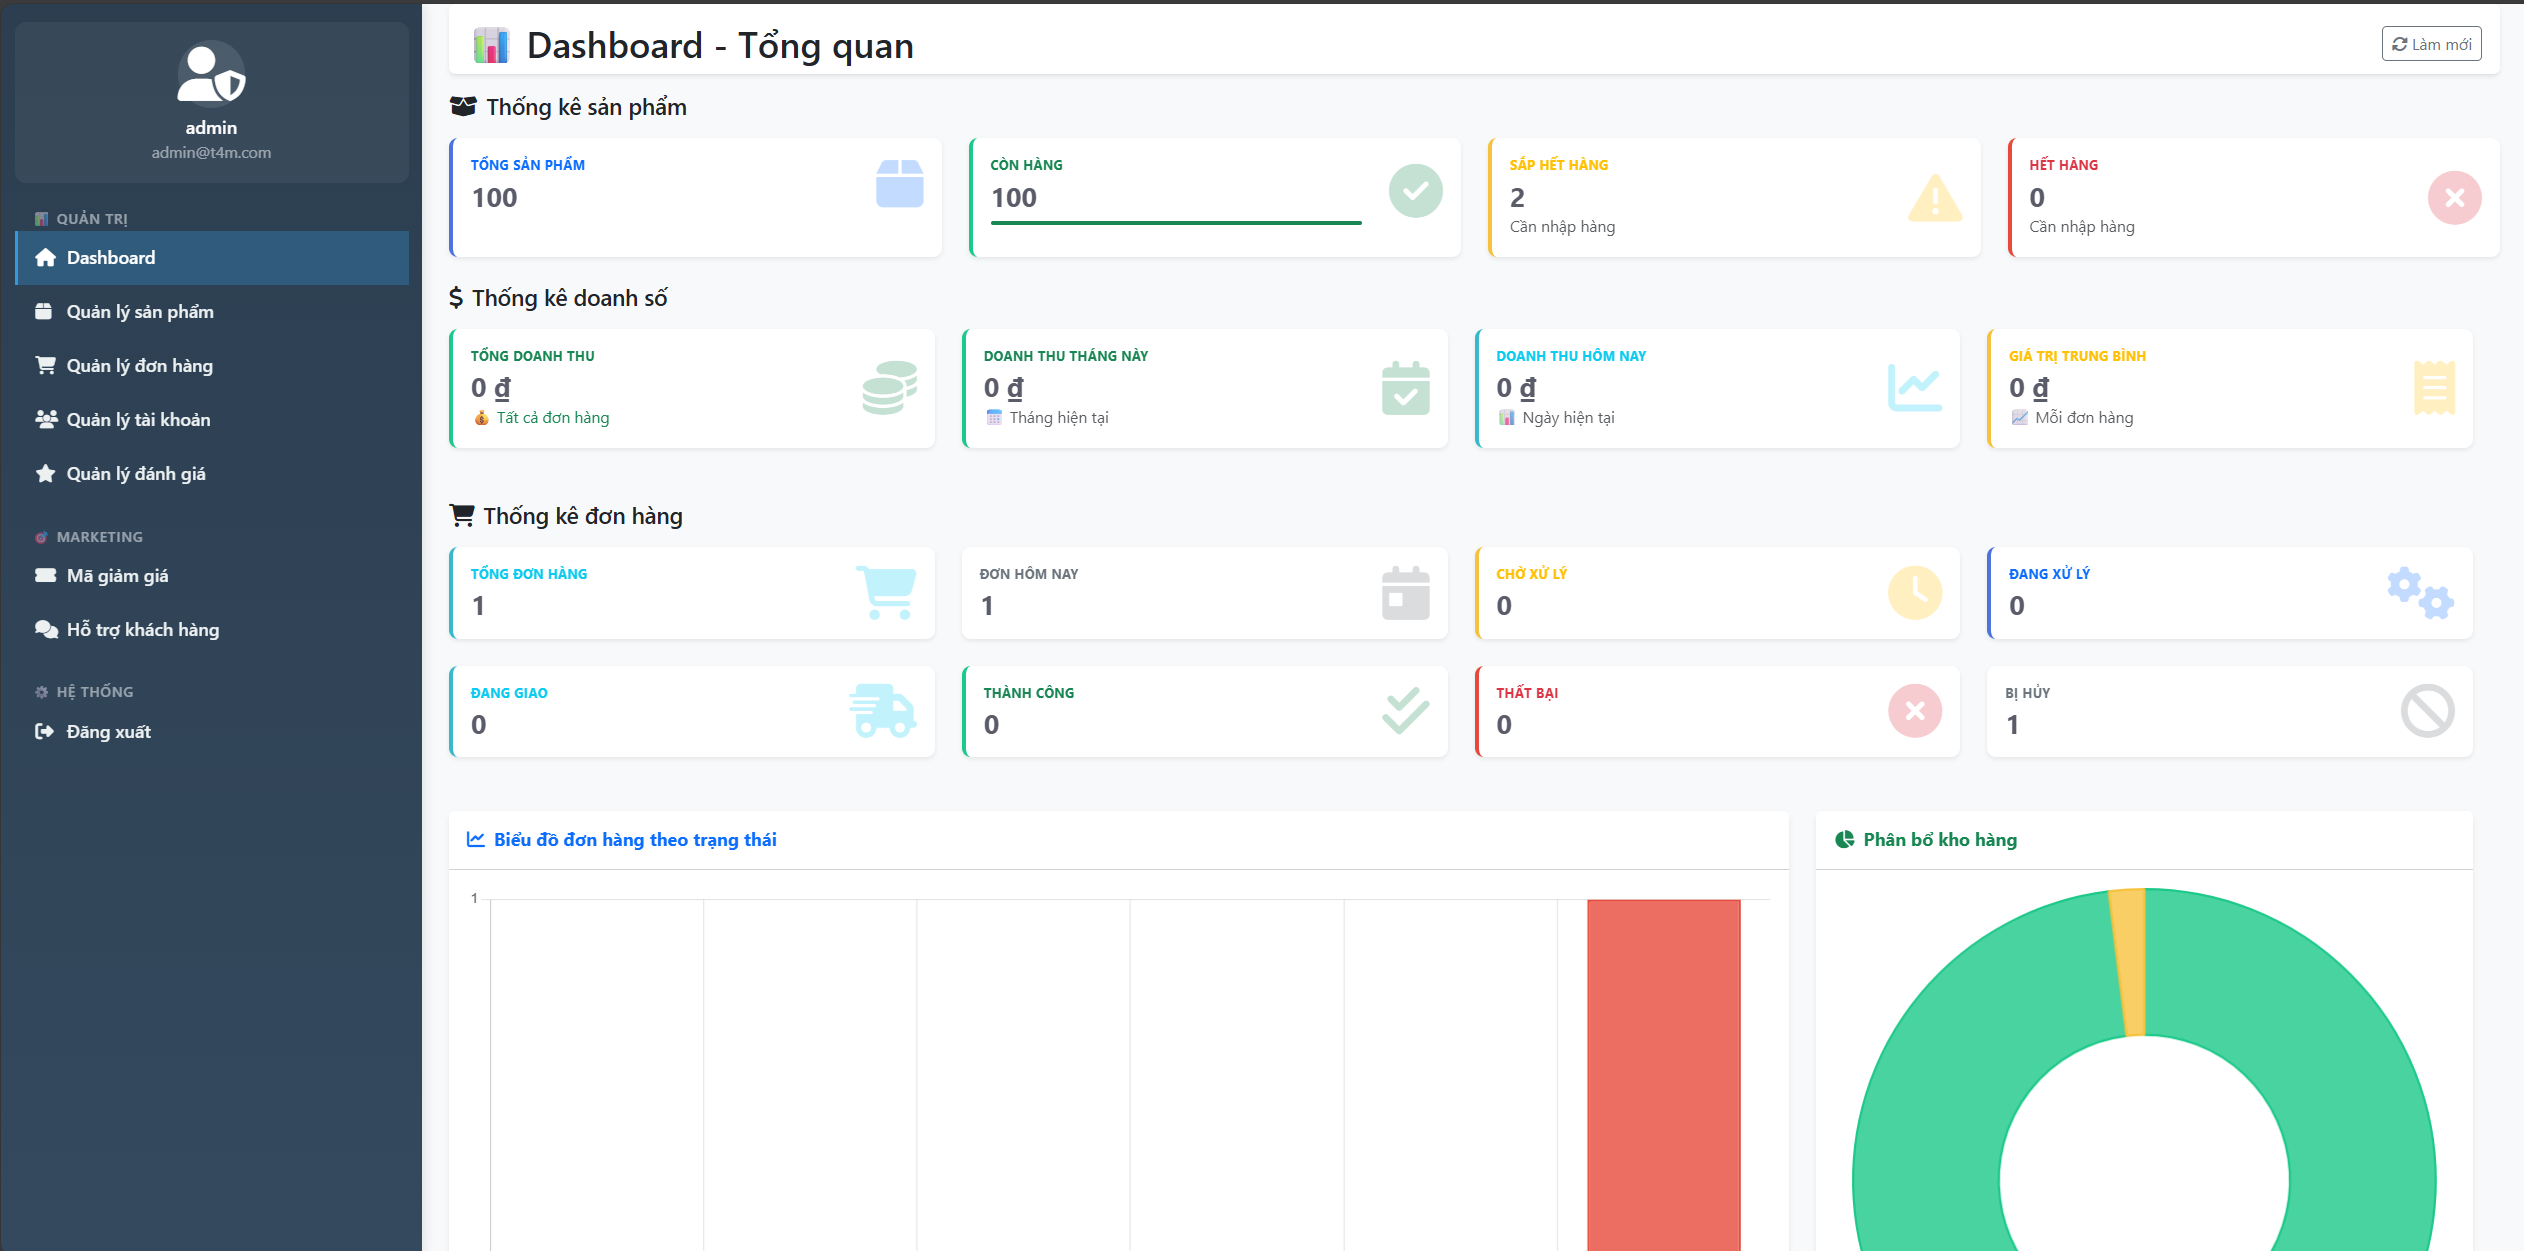 admin
admin@t4m.com
QUẢN TRỊ
Dashboard
Quản lý sản phẩm
Quản lý đơn hàng
Quản lý tài khoản
Quản lý đánh giá
MARKETING
Mã giảm giá
Hỗ trợ khách hàng
HỆ THỐNG
Đăng xuất
Dashboard - Tổng quan
Làm mới
Thống kê sản phẩm
TỔNG SẢN PHẨM
100
CÒN HÀNG
100
SẮP HẾT HÀNG
2
Cần nhập hàng
HẾT HÀNG
0
Cần nhập hàng
Thống kê doanh số
TỔNG DOANH THU
0 ₫
Tất cả đơn hàng
DOANH THU THÁNG NÀY
0 ₫
Tháng hiện tại
DOANH THU HÔM NAY
0 ₫
Ngày hiện tại
GIÁ TRỊ TRUNG BÌNH
0 ₫
Mỗi đơn hàng
Thống kê đơn hàng
TỔNG ĐƠN HÀNG
1
ĐƠN HÔM NAY
1
CHỜ XỬ LÝ
0
ĐANG XỬ LÝ
0
ĐANG GIAO
0
THÀNH CÔNG
0
THẤT BẠI
0
BỊ HỦY
1
Biểu đồ đơn hàng theo trạng thái
1
Phân bổ kho hàng